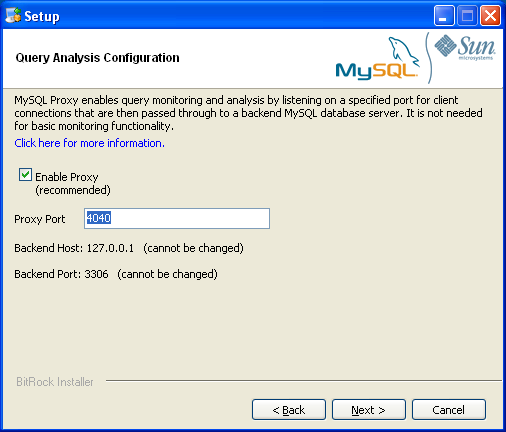 Setup
Query Analysis Configuration
MySQL
Sun
microsystems
MySQL Proxy enables query monitoring and analysis by listening on a specified port for client
connections that are then passed through to a backend MySQL database server. It is not needed
for basic monitoring functionality.
Click here for more information.
Enable Proxy
(recommended)
Proxy Port 4040
Backend Host: 127.0.0.1 (cannot be changed)
Backend Port: 3306 (cannot be changed)
BitRock Installer
< Back Next > Cancel